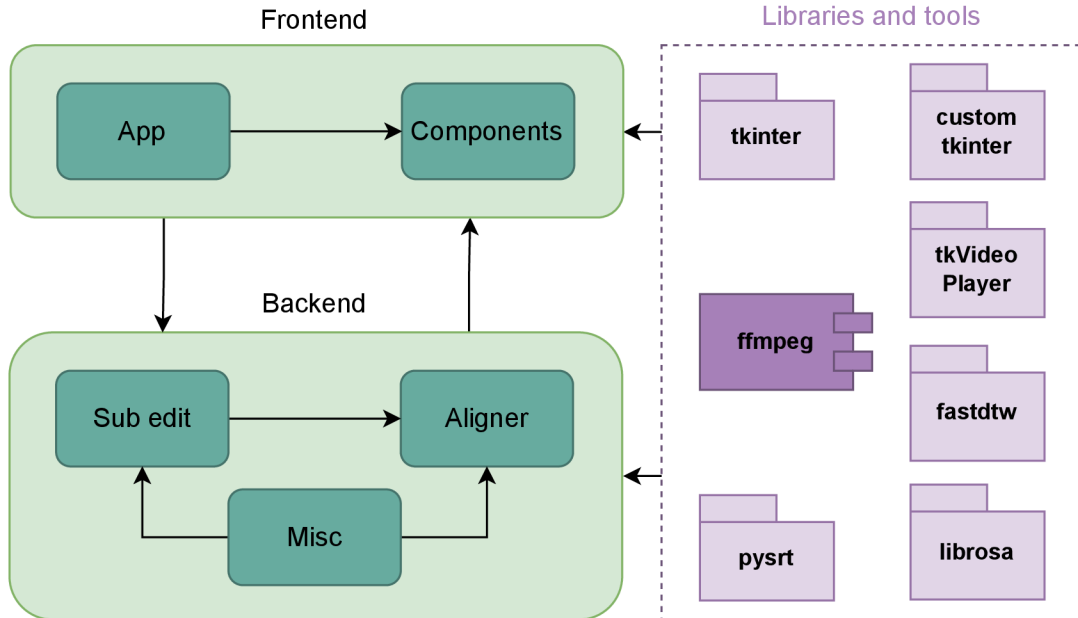 Frontend
Libraries and tools
App
Components
tkinter
custom
tkinter
tkVideo
Player
Backend
ffmpeg
Sub edit
Aligner
fastdtw
Misc
pysrt
librosa